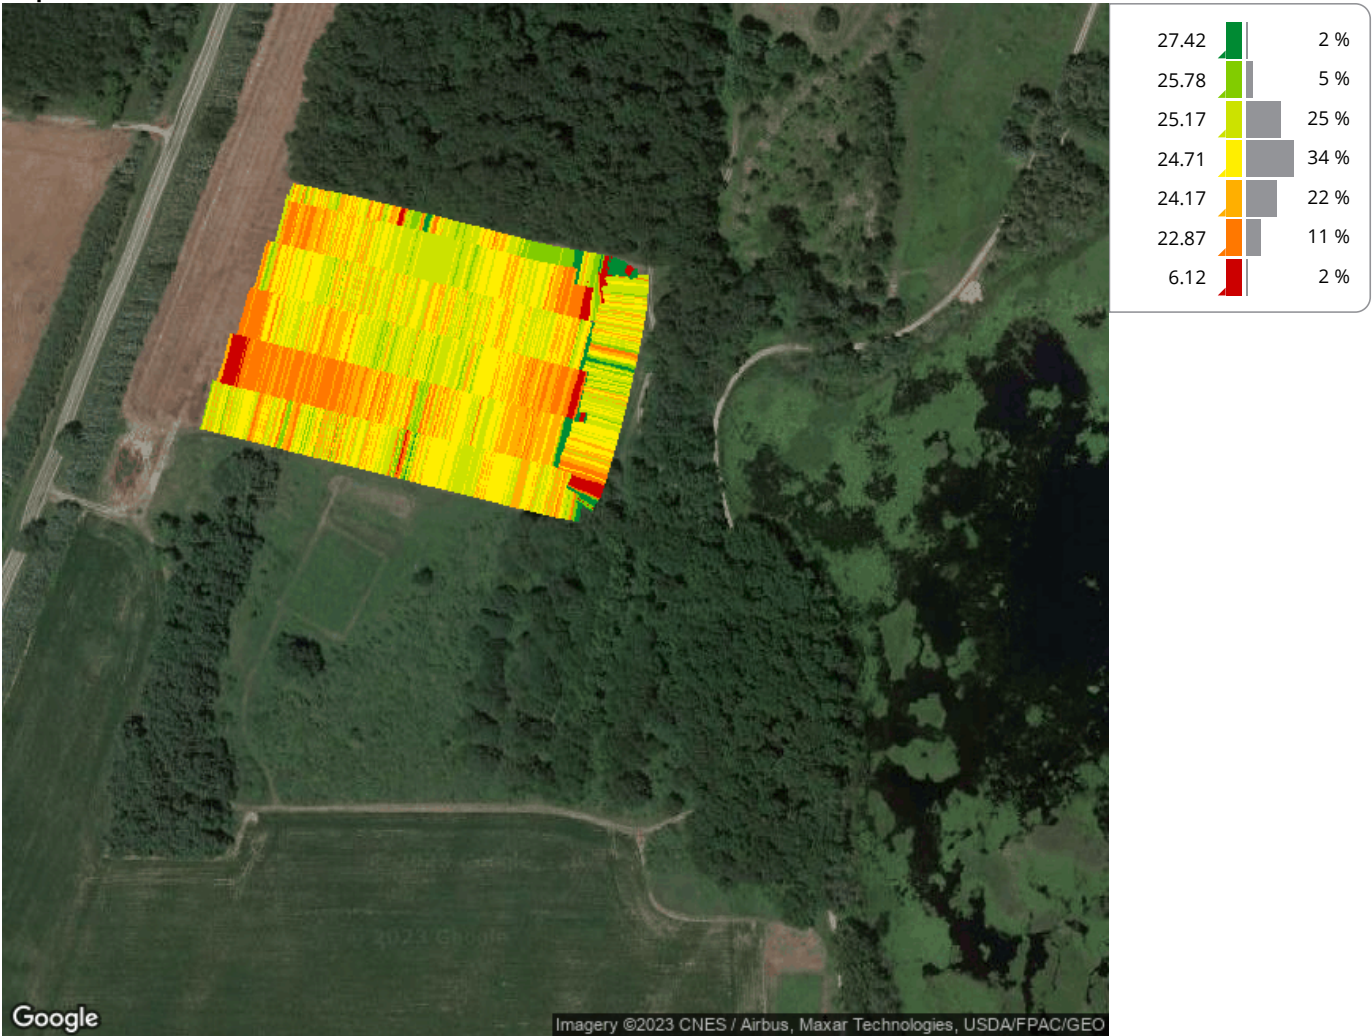 27.42 2 %
25.78 5 %
25.17 25 %
24.71 34 %
24.17 22 %
22.87 11 %
6.12 2 %
Google
Imagery ©2023 CNES / Airbus, Maxar Technologies, USDA/FPAC/GEO